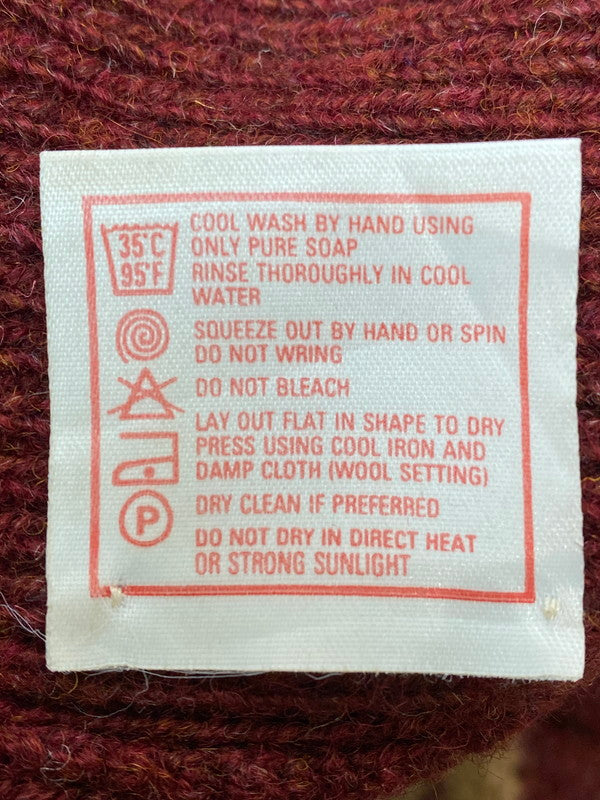 35°C
95°F
COOL WASH BY HAND USING
ONLY PURE SOAP
RINSE THOROUGHLY IN COOL
WATER
SQUEEZE OUT BY HAND OR SPIN
DO NOT WRING
DO NOT BLEACH
LAY OUT FLAT IN SHAPE TO DRY
PRESS USING COOL IRON AND
DAMP CLOTH (WOOL SETTING)
P
DRY CLEAN IF PREFERRED
DO NOT DRY IN DIRECT HEAT
OR STRONG SUNLIGHT